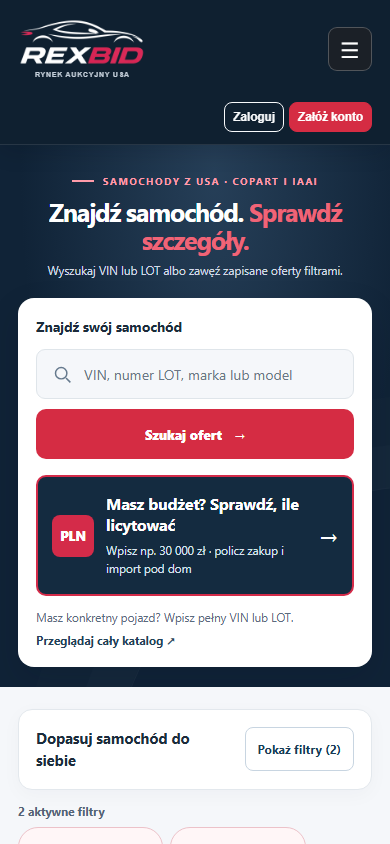 REXBID
RYNEK AUKCYJNY USA
Zaloguj
Załóż konto
SAMOCHODY Z USA · COPART I IAAI
Znajdź samochód. Sprawdź
szczegóły.
Wyszukaj VIN lub LOT albo zawęź zapisane oferty filtrami.
Znajdź swój samochód
VIN, numer LOT, marka lub model
Szukaj ofert →
PLN
Masz budżet? Sprawdź, ile
licytować
Wpisz np. 30 000 zł · policz zakup i
import pod dom
→
Masz konkretny pojazd? Wpisz pełny VIN lub LOT.
Przeglądaj cały katalog ↗
Dopasuj samochód do
siebie
Pokaż filtry (2)
2 aktywne filtry